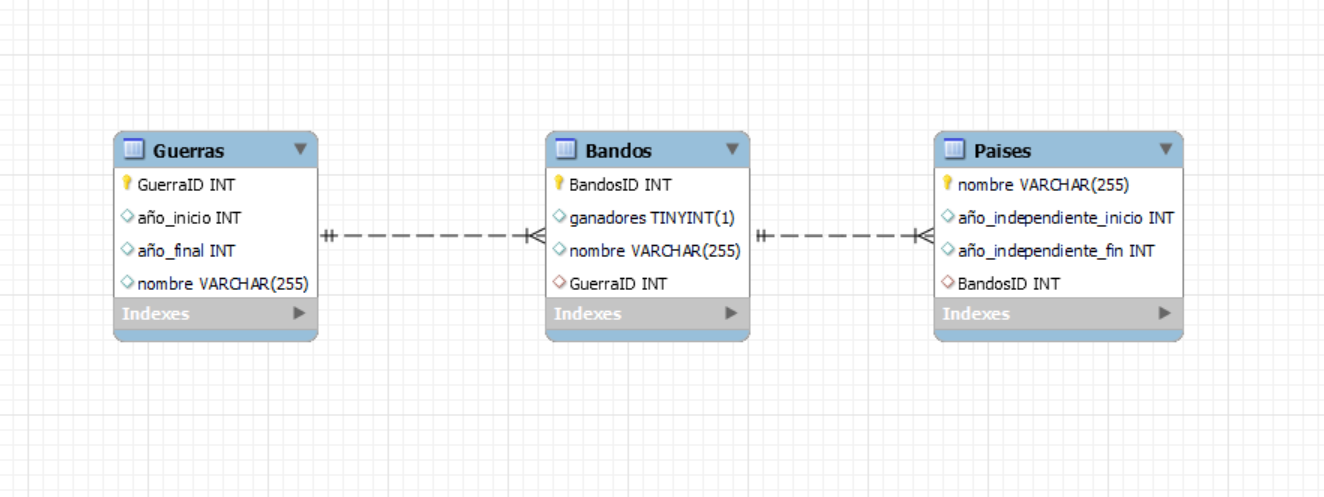 Guerras
GuerraID INT
año_inicio INT
año_final INT
nombre VARCHAR(255)
Indexes
Bandos
BandosID INT
ganadores TINYINT(1)
nombre VARCHAR(255)
GuerraID INT
Indexes
Paises
nombre VARCHAR(255)
año_independiente_inicio INT
año_independiente_fin INT
BandosID INT
Indexes